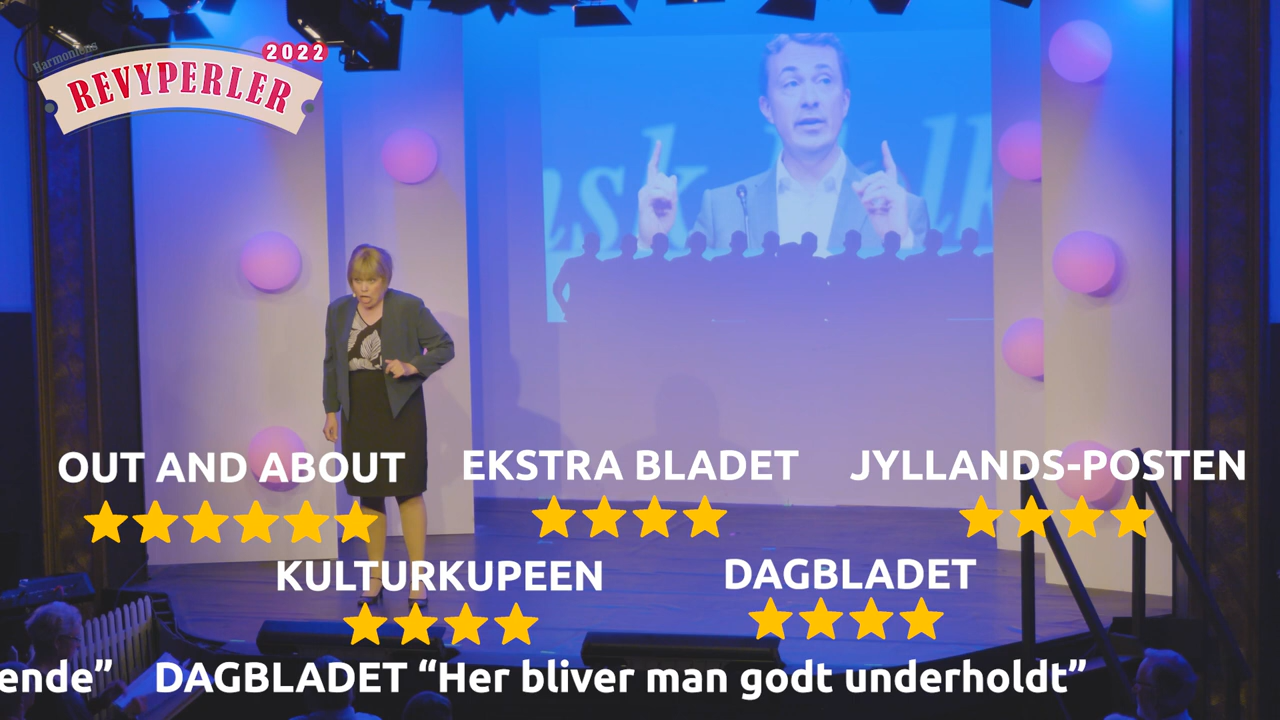 Harmoniens
2022
REVYPERLER
nsk
OUT AND ABOUT
EKSTRA BLADET
JYLLANDS-POSTEN
KULTURKUPEEN
DAGBLADET
ende” DAGBLADET “Her bliver man godt underholdt”